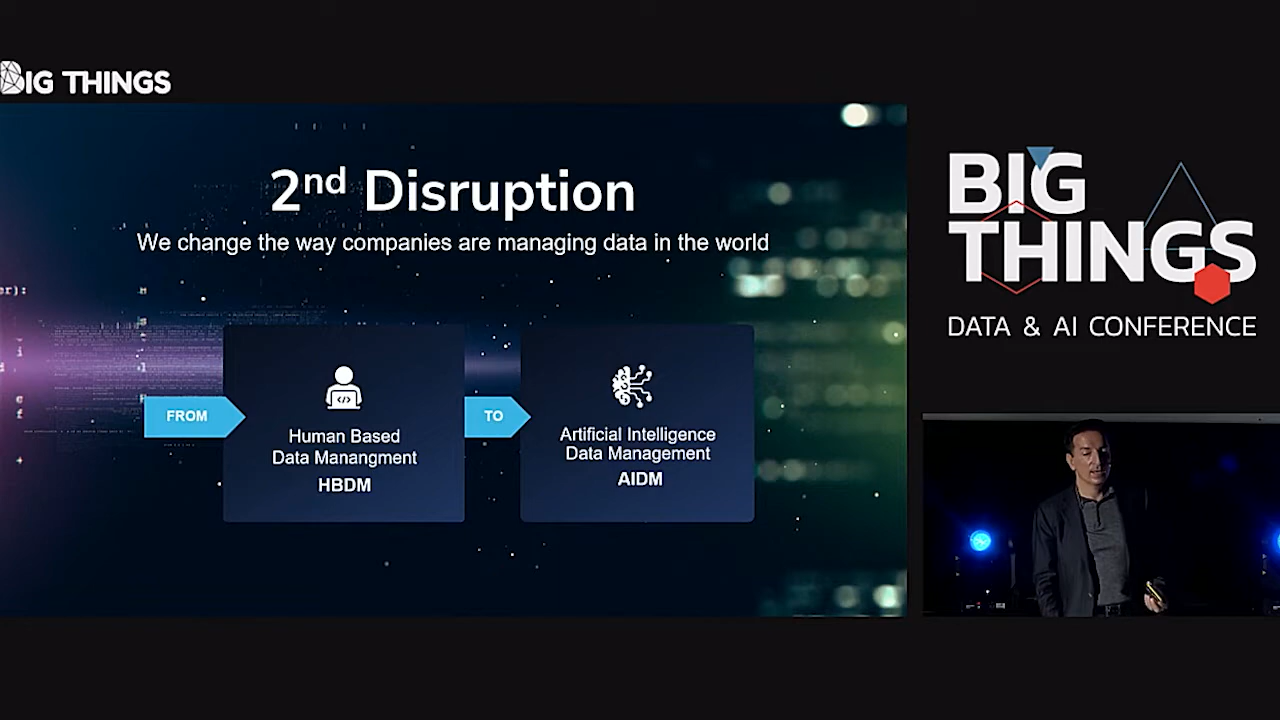 BIG THINGS
2nd Disruption
We change the way companies are managing data in the world
FROM
Human Based
Data Manangment
HBDM
TO
Artificial Intelligence
Data Management
AIDM
BIG
THINGS
DATA & AI CONFERENCE